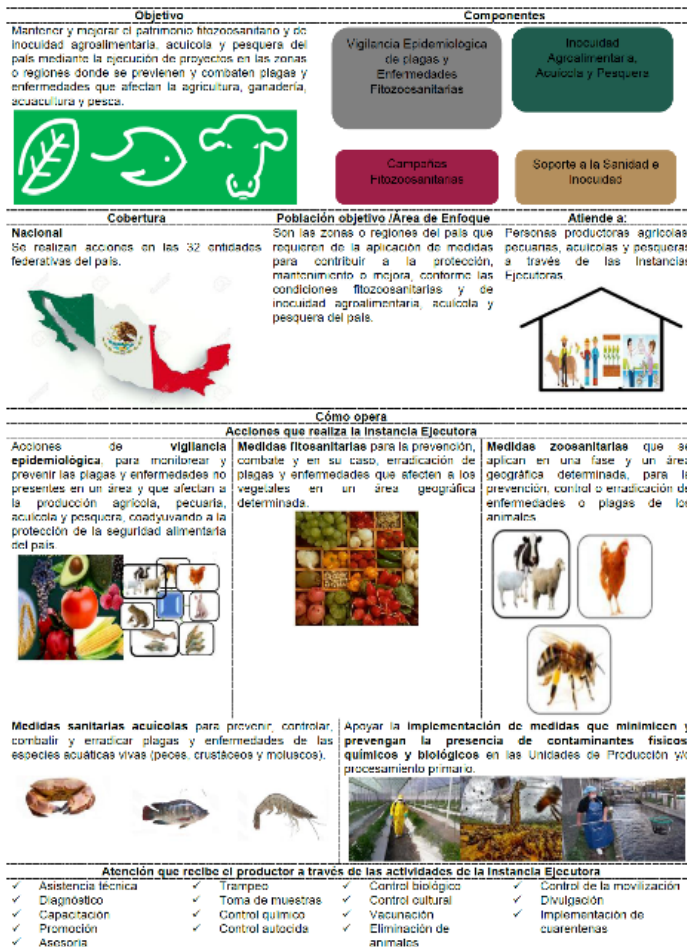 Objetivo
Mantener y mejorar el patrimonio fitozoosanitario y de
inocuidad agroalimentaria, acuícola y pesquera del
país mediante la ejecución de proyectos en las zonas
o regiones donde se previenen y combaten plagas y
enfermedades que afectan la agricultura, ganadería,
acuacultura y pesca.
Componentes
Vigilancia Epidemiológica
de plagas y
Enfermedades
Fitozoosanitarias
Inocuidad
Agroalimentaria,
Acuícola y Pesquera
Campañas
Fitozoosanitarias
Soporte a la Sanidad e
Inocuidad
Cobertura
Nacional
Se realizan acciones en las 32 entidades
federativas del país.
Población objetivo /Área de Enfoque
Son las zonas o regiones del país que
requieren de la aplicación de medidas
para contribuir a la protección,
mantenimiento o mejora, conforme las
condiciones fitozoosanitarias y de
inocuidad agroalimentaria, acuícola y
pesquera del país.
Atiende a:
Personas productoras agrícolas,
pecuarias, acuícolas y pesqueras
a través de las Instancias
Ejecutoras.
Cómo opera
Acciones que realiza la Instancia Ejecutora
Acciones de vigilancia
epidemiológica, para monitorear y
prevenir las plagas y enfermedades no
presentes en un área y que afectan a
la producción agrícola, pecuaria,
acuícola y pesquera, coadyuvando a la
protección de la seguridad alimentaria
del país.
Medidas fitosanitarias para la prevención,
combate y en su caso, erradicación de
plagas y enfermedades que afecten a los
vegetales en un área geográfica
determinada.
Medidas zoosanitarias que se
aplican en una fase y un área
geográfica determinada, para la
prevención, control o erradicación de
enfermedades o plagas de los
animales.
Medidas sanitarias acuícolas para prevenir, controlar,
combatir y erradicar plagas y enfermedades de las
especies acuáticas vivas (peces, crustáceos y moluscos).
Apoyar la implementación de medidas que minimicen y
prevengan la presencia de contaminantes físicos,
químicos y biológicos en las Unidades de Producción y/o
procesamiento primario.
Atención que recibe el productor a través de las actividades de la Instancia Ejecutora
✓ Asistencia técnica
✓ Diagnóstico
✓ Capacitación
✓ Promoción
✓ Asesoría
✓ Trampeo
✓ Toma de muestras
✓ Control químico
✓ Control autocida
✓ Control biológico
✓ Control cultural
✓ Vacunación
✓ Eliminación de
animales
✓ Control de la movilización
✓ Divulgación
✓ Implementación de
cuarentenas